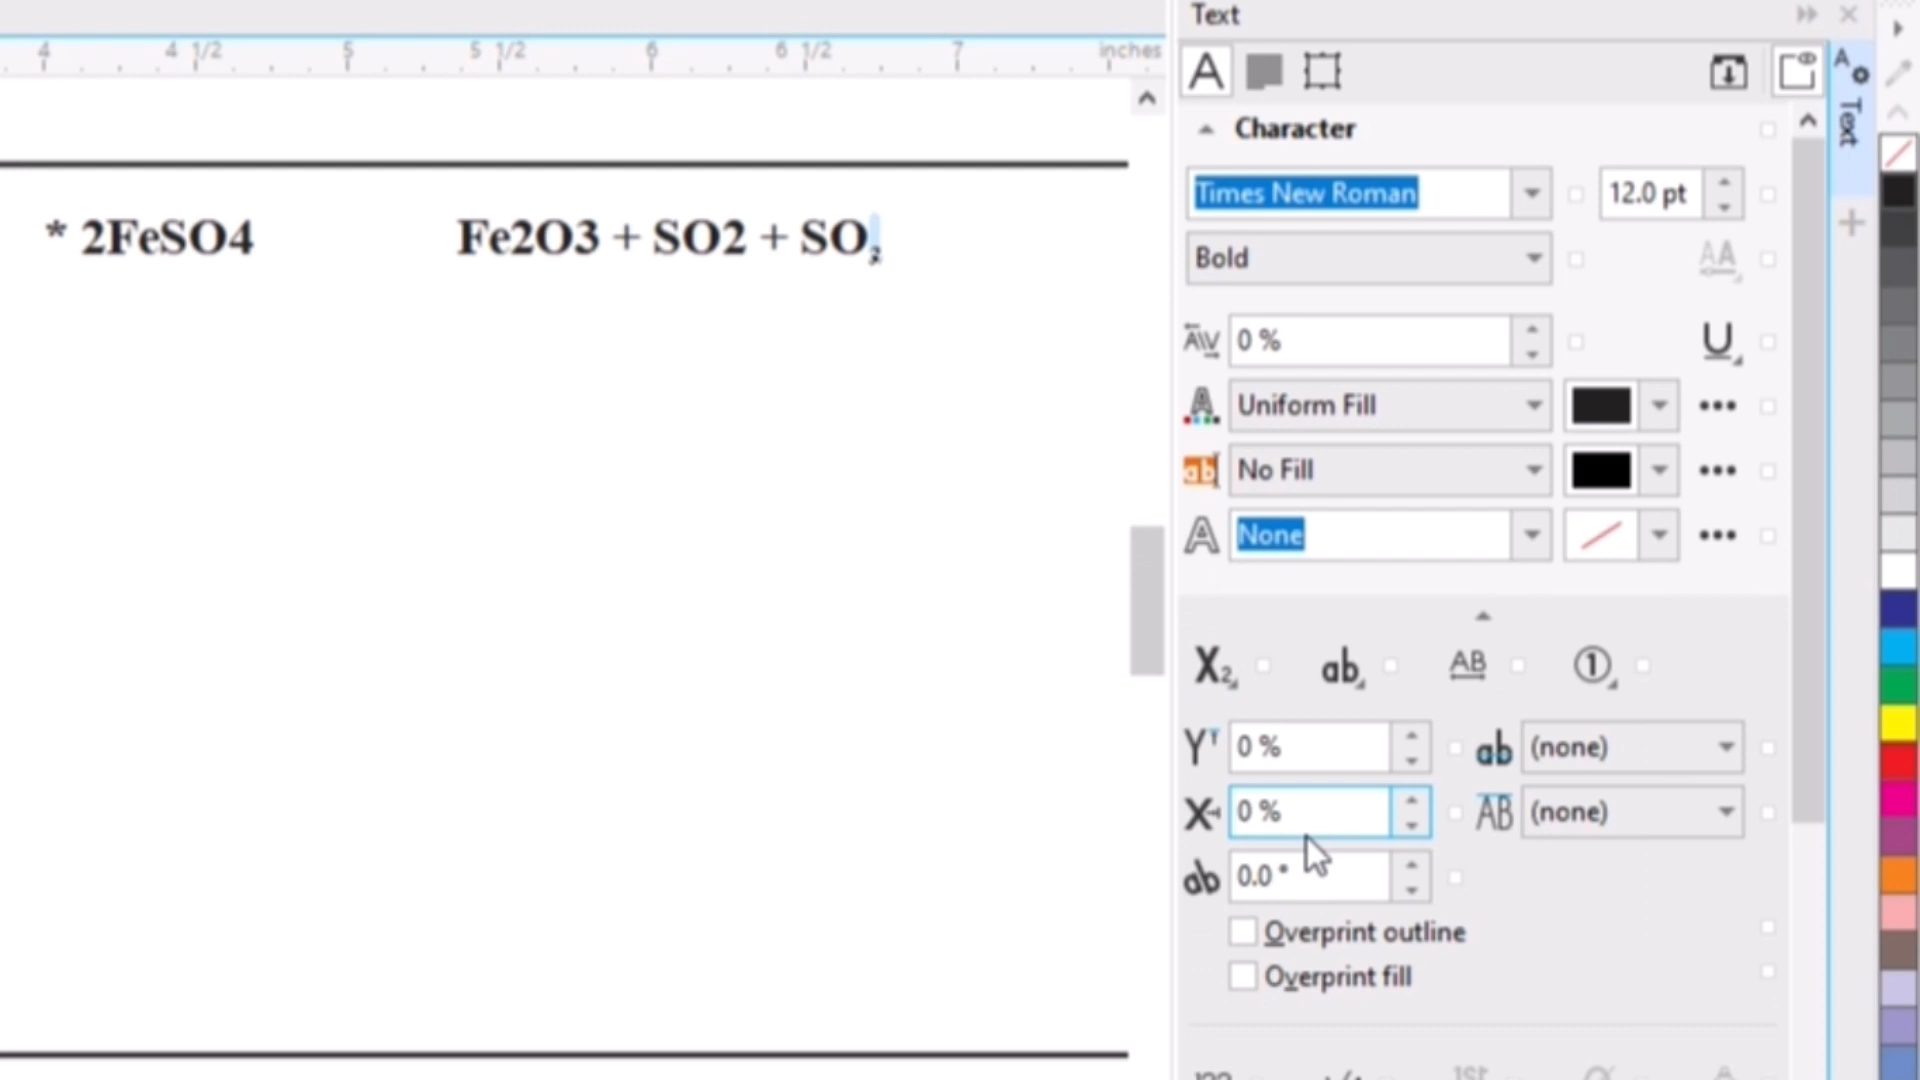 Text
4 4 1/2 5 5 1/2 6 6 1/2 7 inches
Character
Text
Times New Roman 12.0 pt
* 2FeSO4 Fe2O3 + SO2 + SO
Bold
0 %
Uniform Fill
No Fill
None
0 % (none)
0 % (none)
0.0 °
Overprint outline
Overprint fill